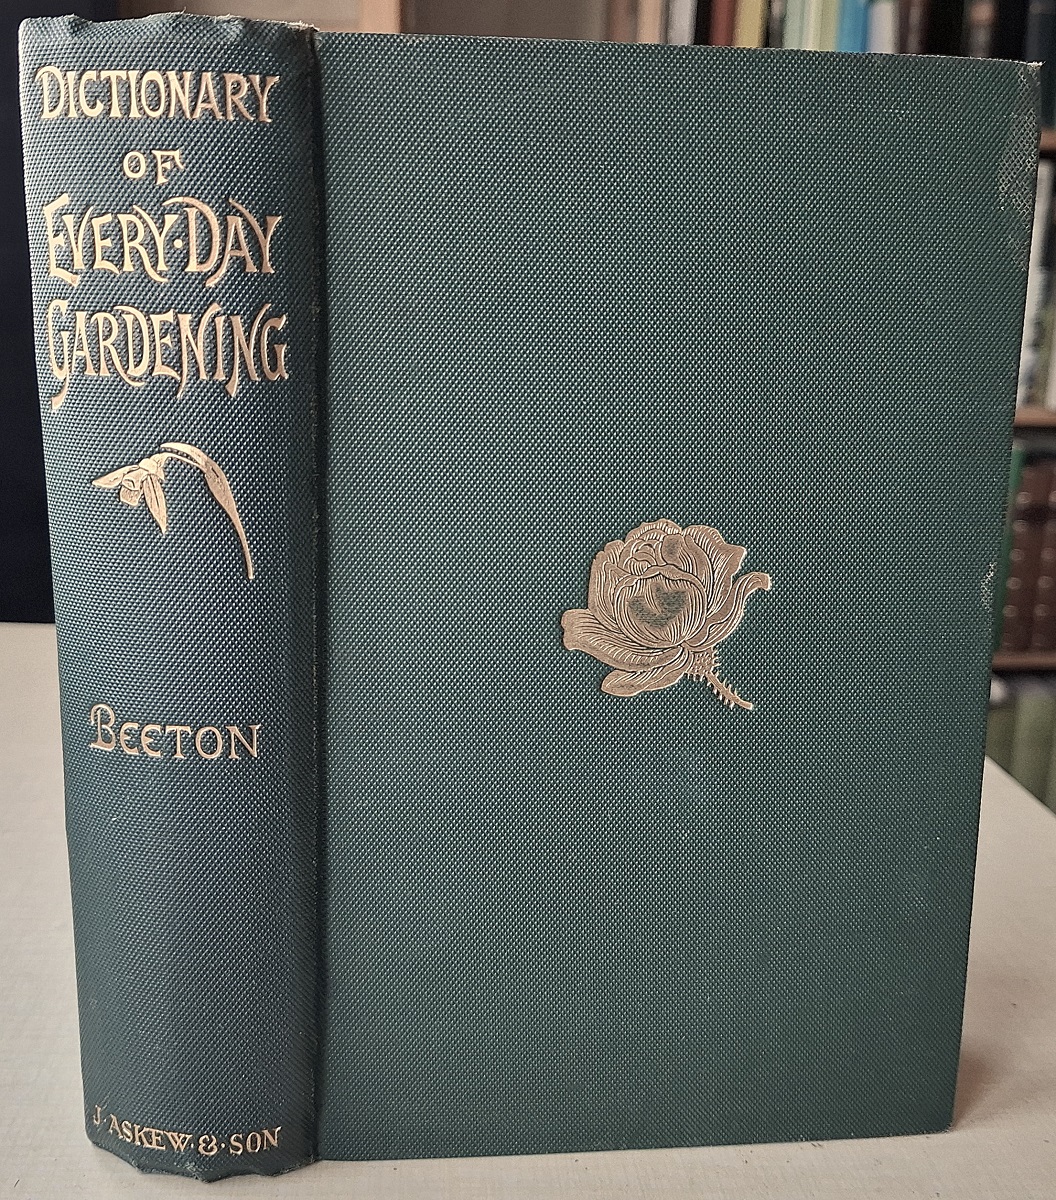 DICTIONARY
OF
EVERY·DAY
GARDENING
BEETON
J·ASKEW·&·SON